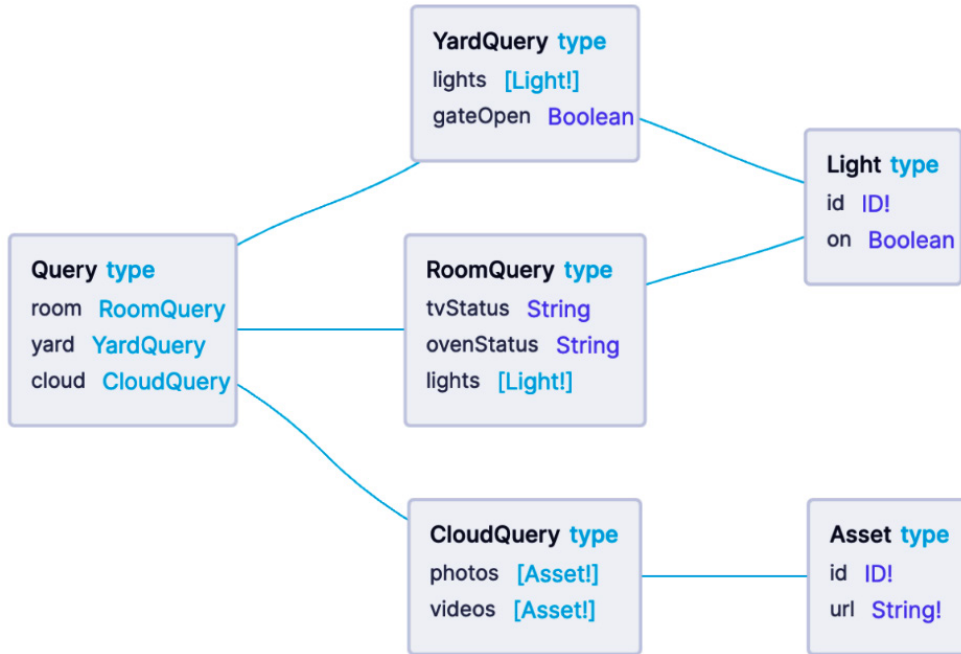 YardQuery type
lights [Light!]
gateOpen Boolean
Light type
id ID!
on Boolean
Query type
room RoomQuery
yard YardQuery
cloud CloudQuery
RoomQuery type
tvStatus String
ovenStatus String
lights [Light!]
CloudQuery type
photos [Asset!]
videos [Asset!]
Asset type
id ID!
url String!